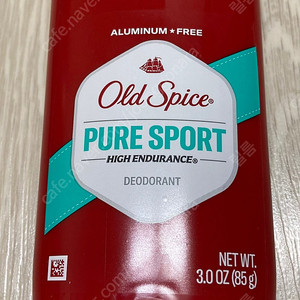 ALUMINUM★FREE
Old Spice®
PURE SPORT
HIGH ENDURANCE®
DEODORANT
NET WT.
3.0 OZ (85 g)